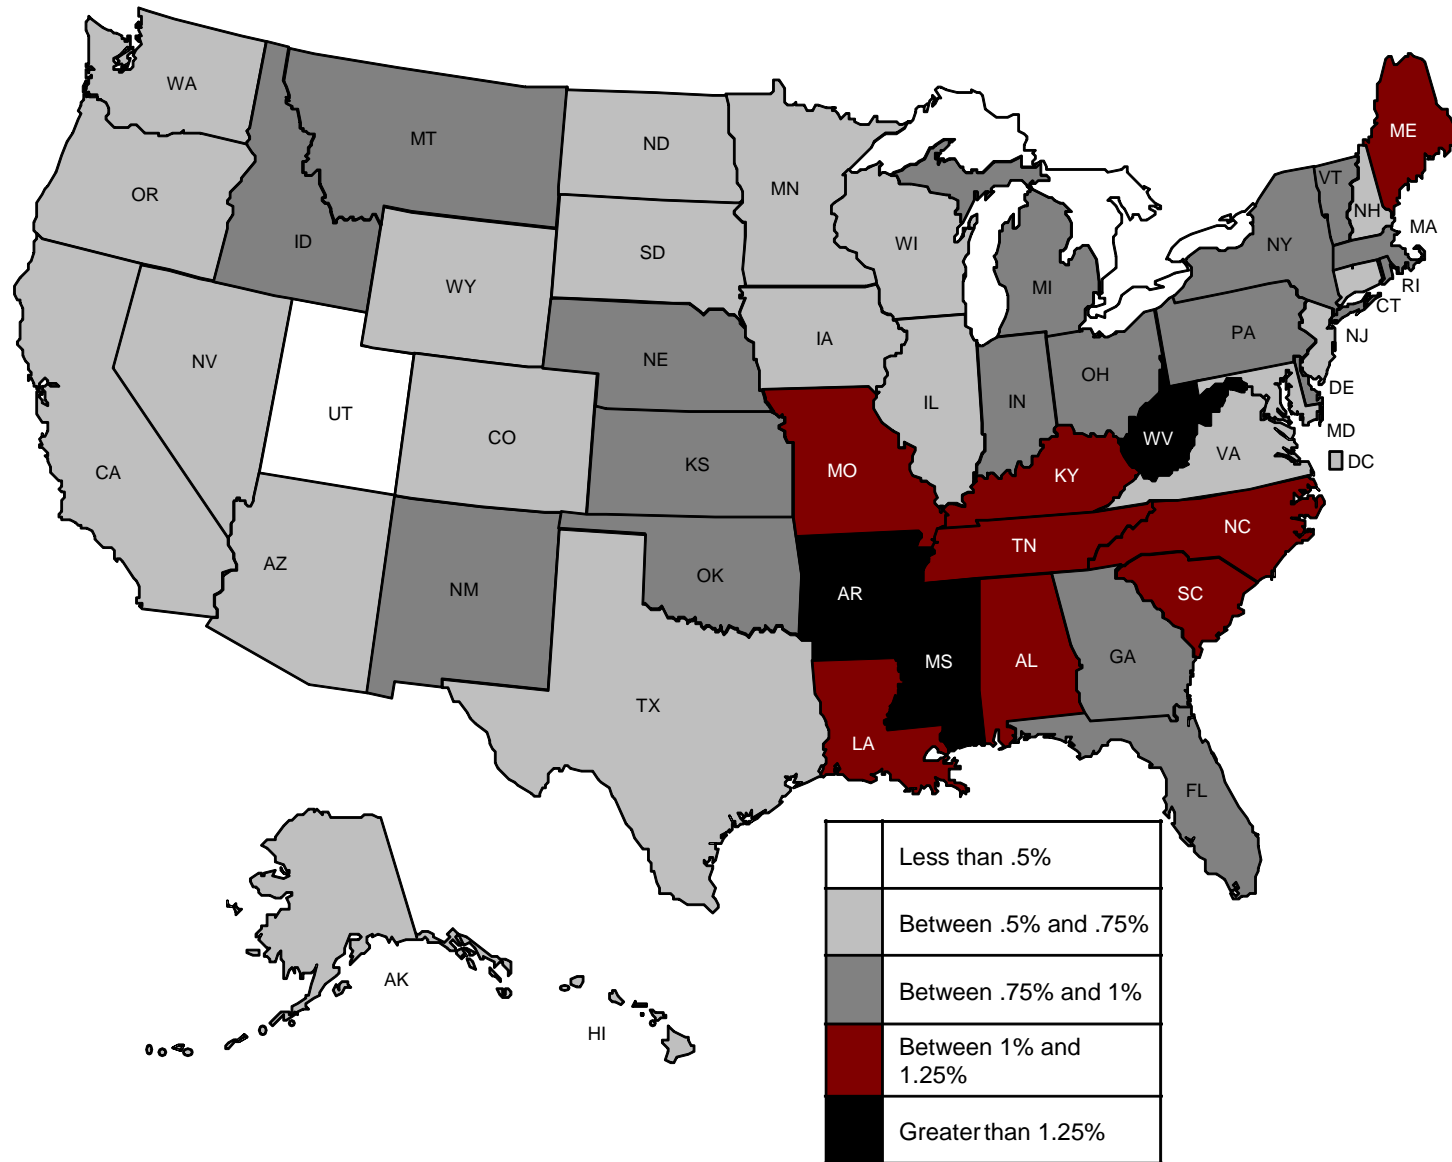 WA
MT
ND
ME
OR
MN
VT
ID
SD
WI
NH
MA
NY
WY
MI
RI
CT
IA
PA
NJ
NE
NV
OH
DE
UT
IL
IN
CO
WV
MD
VA
DC
KS
CA
MO
KY
NC
TN
AZ
OK
NM
AR
SC
MS
AL
GA
TX
LA
FL
AK
HI
Less than .5%
Between .5% and .75%
Between .75% and 1%
Between 1% and
1.25%
Greater than 1.25%